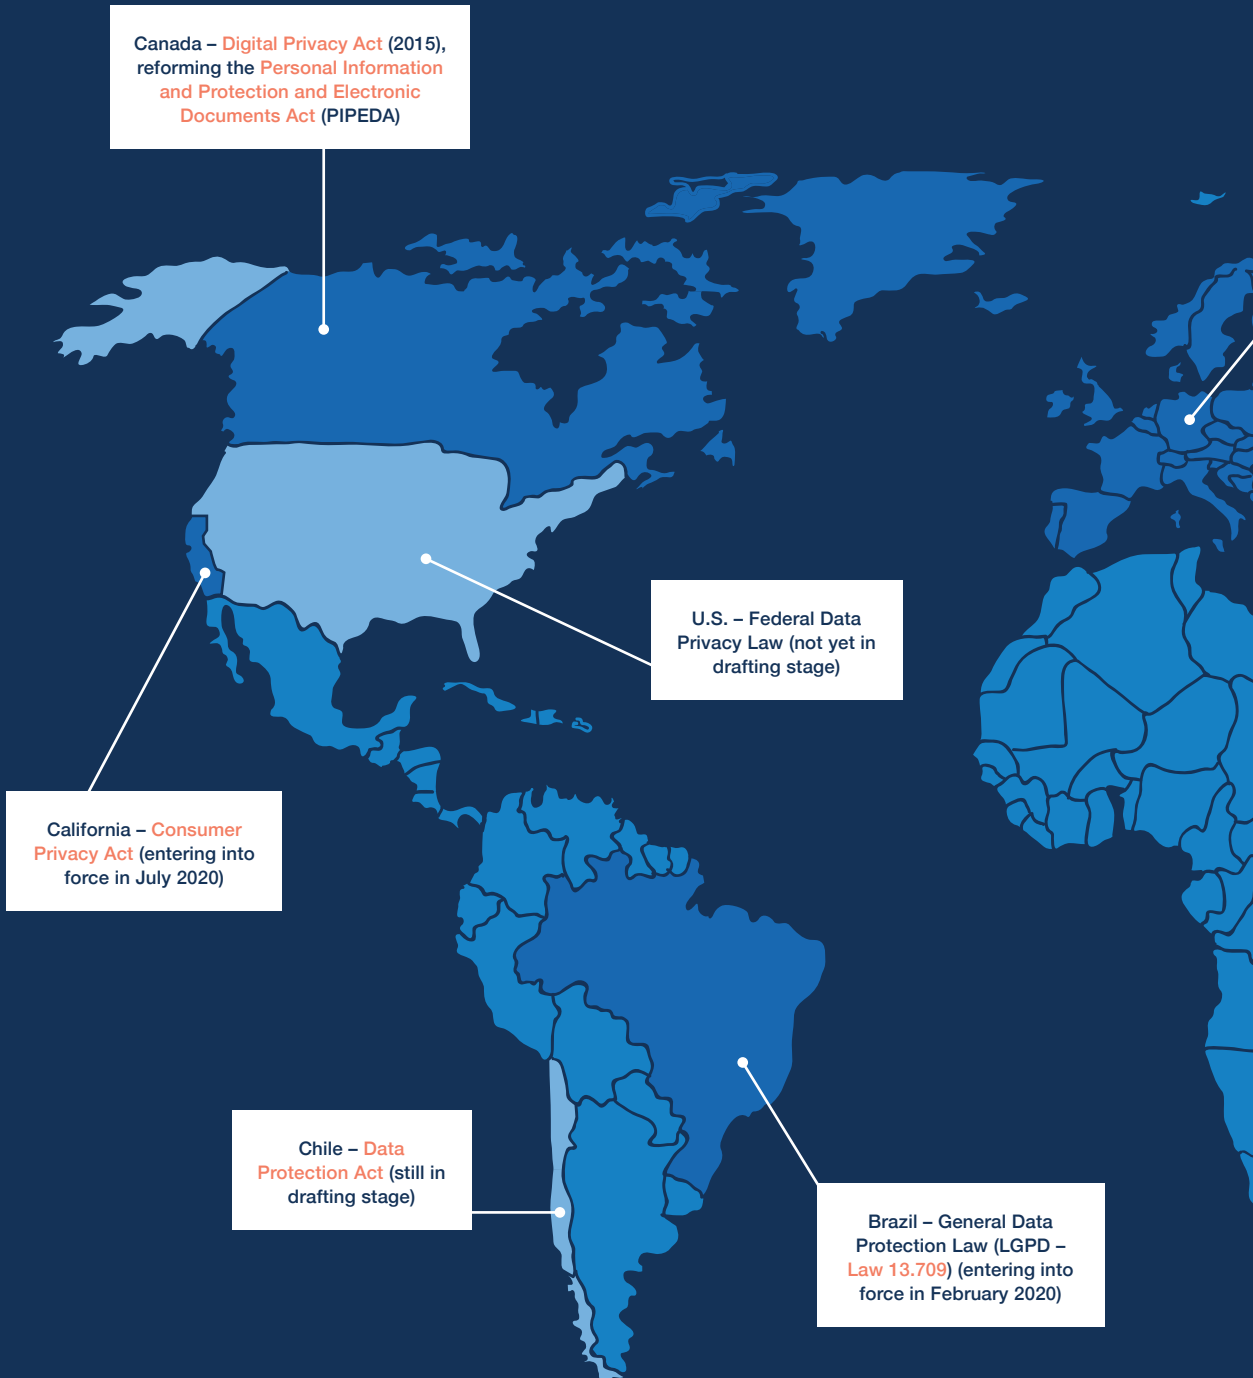 Canada – Digital Privacy Act (2015),
reforming the Personal Information
and Protection and Electronic
Documents Act (PIPEDA)
U.S. – Federal Data
Privacy Law (not yet in
drafting stage)
California – Consumer
Privacy Act (entering into
force in July 2020)
Chile – Data
Protection Act (still in
drafting stage)
Brazil – General Data
Protection Law (LGPD –
Law 13.709) (entering into
force in February 2020)